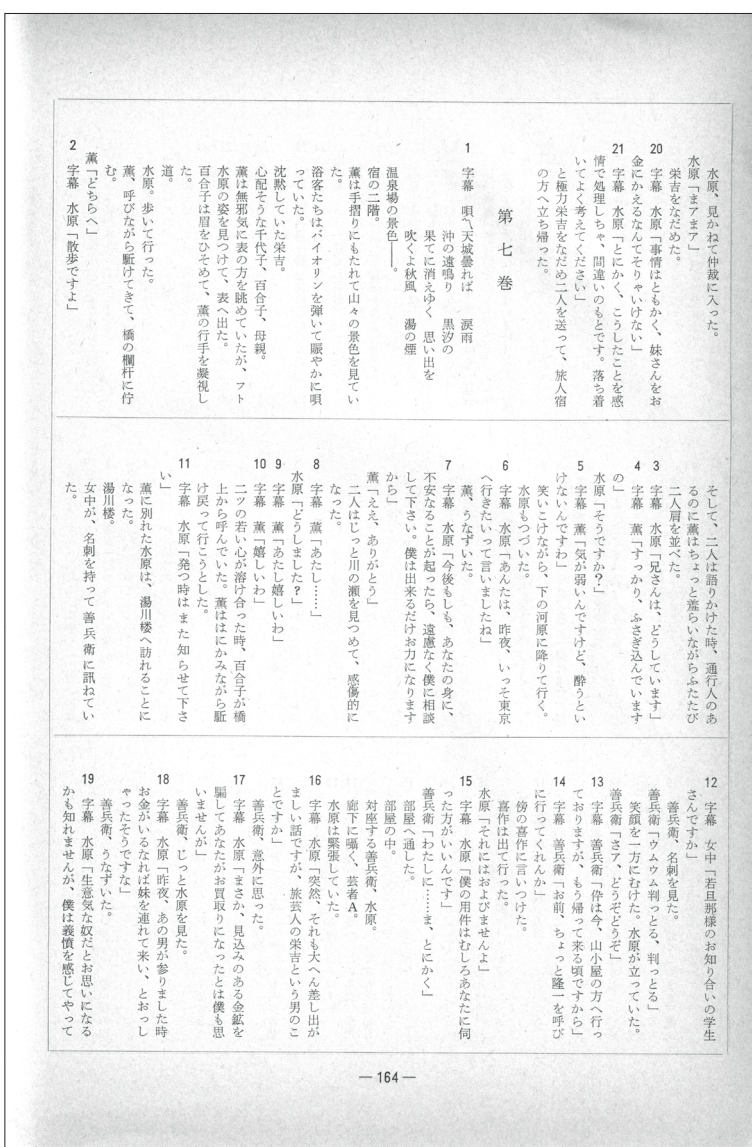 水原、見かねて仲裁に入った。
水原「まアまア」
栄吉をなだめた。
20 字幕 水原「事情はともかく、妹さんをお
金にかえるなんてそりゃいけない」
21 字幕 水原「とにかく、こうしたことを感
情で処理しちゃ、間違いのもとです。落ち着
いてよく考えてください」
と極力栄吉をなだめ二人を送って、旅人宿
の方へ立ち帰った。
第七巻
1 字幕 唄〽天城曇れば 涙雨
沖の遠鳴り 黒汐の
果てに消えゆく 思い出を
吹くよ秋風 湯の煙
温泉場の景色――。
宿の二階。
薫は手摺りにもたれて山々の景色を見てい
た。
浴客たちはバイオリンを弾いて賑やかに唄
っていた。
沈黙していた栄吉。
心配そうな千代子、百合子、母親。
薫は無邪気に表の方を眺めていたが、フト
水原の姿を見つけて、表へ出た。
百合子は眉をひそめて、薫の行手を凝視し
た。
道。
水原。歩いて行った。
薫、呼びながら駈けてきて、橋の欄杆に佇
む。
薫「どちらへ」
2 字幕 水原「散歩ですよ」
そして、二人は語りかけた時、通行人のあ
るのに薫はちょっと羞らいながらふたたび
二人肩を並べた。
3 字幕 水原「兄さんは、どうしています」
4 字幕 薫「すっかり、ふさぎ込んでいます
の」
水原「そうですか?」
5 字幕 薫「気が弱いんですけど、酔うとい
けないんですわ」
笑いこけながら、下の河原に降りて行く。
水原もつづいた。
6 字幕 水原「あんたは、昨夜、いっそ東京
へ行きたいって言いましたね」
薫、うなずいた。
7 字幕 水原「今後もしも、あなたの身に、
不安なることが起ったら、遠慮なく僕に相談
して下さい。僕は出来るだけお力になります
から」
薫「ええ、ありがとう」
二人はじっと川の瀬を見つめて、感傷的に
なった。
8 字幕 薫「あたし……」
水原「どうしました?」
9 字幕 薫「あたし嬉しいわ」
10 字幕 薫「嬉しいわ」
二ッの若い心が溶け合った時、百合子が橋
上から呼んでいた。薫ははにかみながら駈
け戻って行こうとした。
11 字幕 水原「発つ時は また知らせて下さ
い」
薫に別れた水原は、湯川楼へ訪れることに
なった。
湯川楼。
女中が、名刺を持って善兵衛に訊ねてい
た。
12 字幕 女中「若旦那様のお知り合いの学生
さんですか」
善兵衛、名刺を見た。
善兵衛「ウムウム判っとる、判っとる」
笑顔を一方にむけた。水原が立っていた。
善兵衛「さア、どうぞどうぞ」
13 字幕 善兵衛「伜は今、山小屋の方へ行っ
ておりますが、もう帰って来る頃ですから」
14 字幕 善兵衛「お前、ちょっと隆一を呼び
に行ってくれんか」
傍の喜作に言いつけた。
喜作は出て行った。
水原「それにはおよびませんよ」
15 字幕 水原「僕の用件はむしろあなたに伺
った方がいいんです」
善兵衛「わたしに……ま、とにかく」
部屋へ通した。
部屋の中。
対座する善兵衛、水原。
廊下に囁く、芸者A。
水原は緊張していた。
16 字幕 水原「突然、それも大へん差し出が
ましい話ですが、旅芸人の栄吉という男のこ
とですか」
善兵衛、意外に思った。
17 字幕 水原「まさか、見込みのある金鉱を
騙してあなたがお買取りになったとは僕も思
いませんが」
善兵衛、じっと水原を見た。
18 字幕 水原「昨夜、あの男が参りました時
お金がいるなれば妹を連れて来い、とおっし
ゃったそうですな」
善兵衛、うなずいた。
19 字幕 水原「生意気な奴だとお思いになる
かも知れませんが、僕は義憤を感じてやって
— 164 —